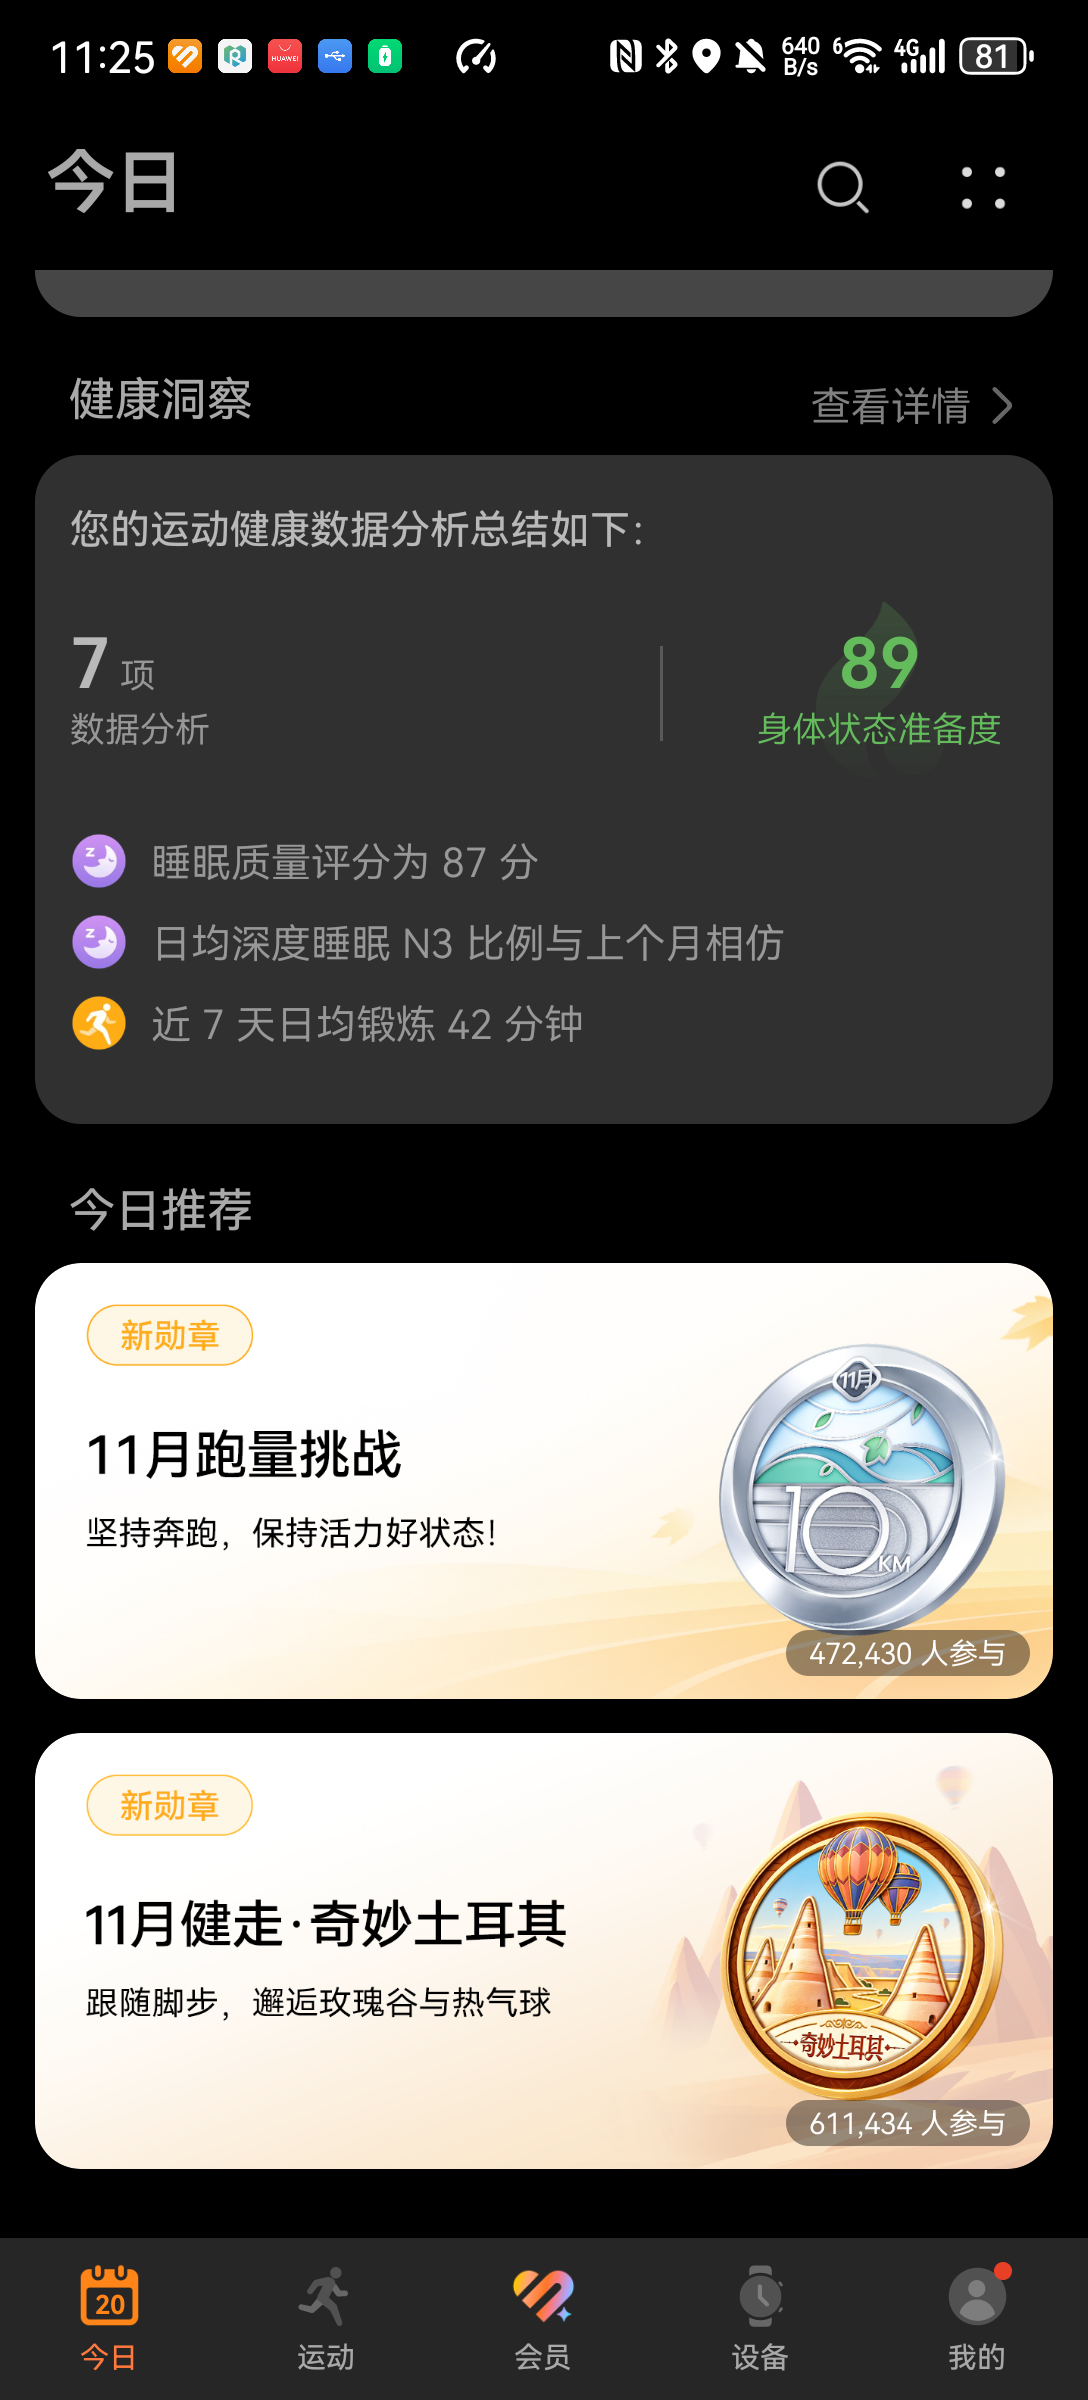 11:25
HUAWEI
640 B/s
6
4G
81
今日
健康洞察
查看详情
您的运动健康数据分析总结如下：
7 项
数据分析
89
身体状态准备度
睡眠质量评分为 87 分
日均深度睡眠 N3 比例与上个月相仿
近 7 天日均锻炼 42 分钟
今日推荐
新勋章
11月跑量挑战
坚持奔跑，保持活力好状态！
11月
10
KM
472,430 人参与
新勋章
11月健走·奇妙土耳其
跟随脚步，邂逅玫瑰谷与热气球
奇妙土耳其
611,434 人参与
20
今日
运动
会员
设备
我的